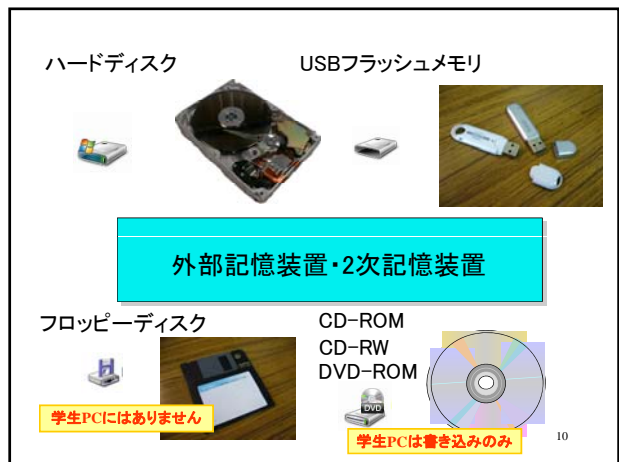 ハードディスク
USBフラッシュメモリ
外部記憶装置・2次記憶装置
フロッピーディスク
学生PCにはありません
CD-ROM
CD-RW
DVD-ROM
DVD
学生PCは書き込みのみ
10